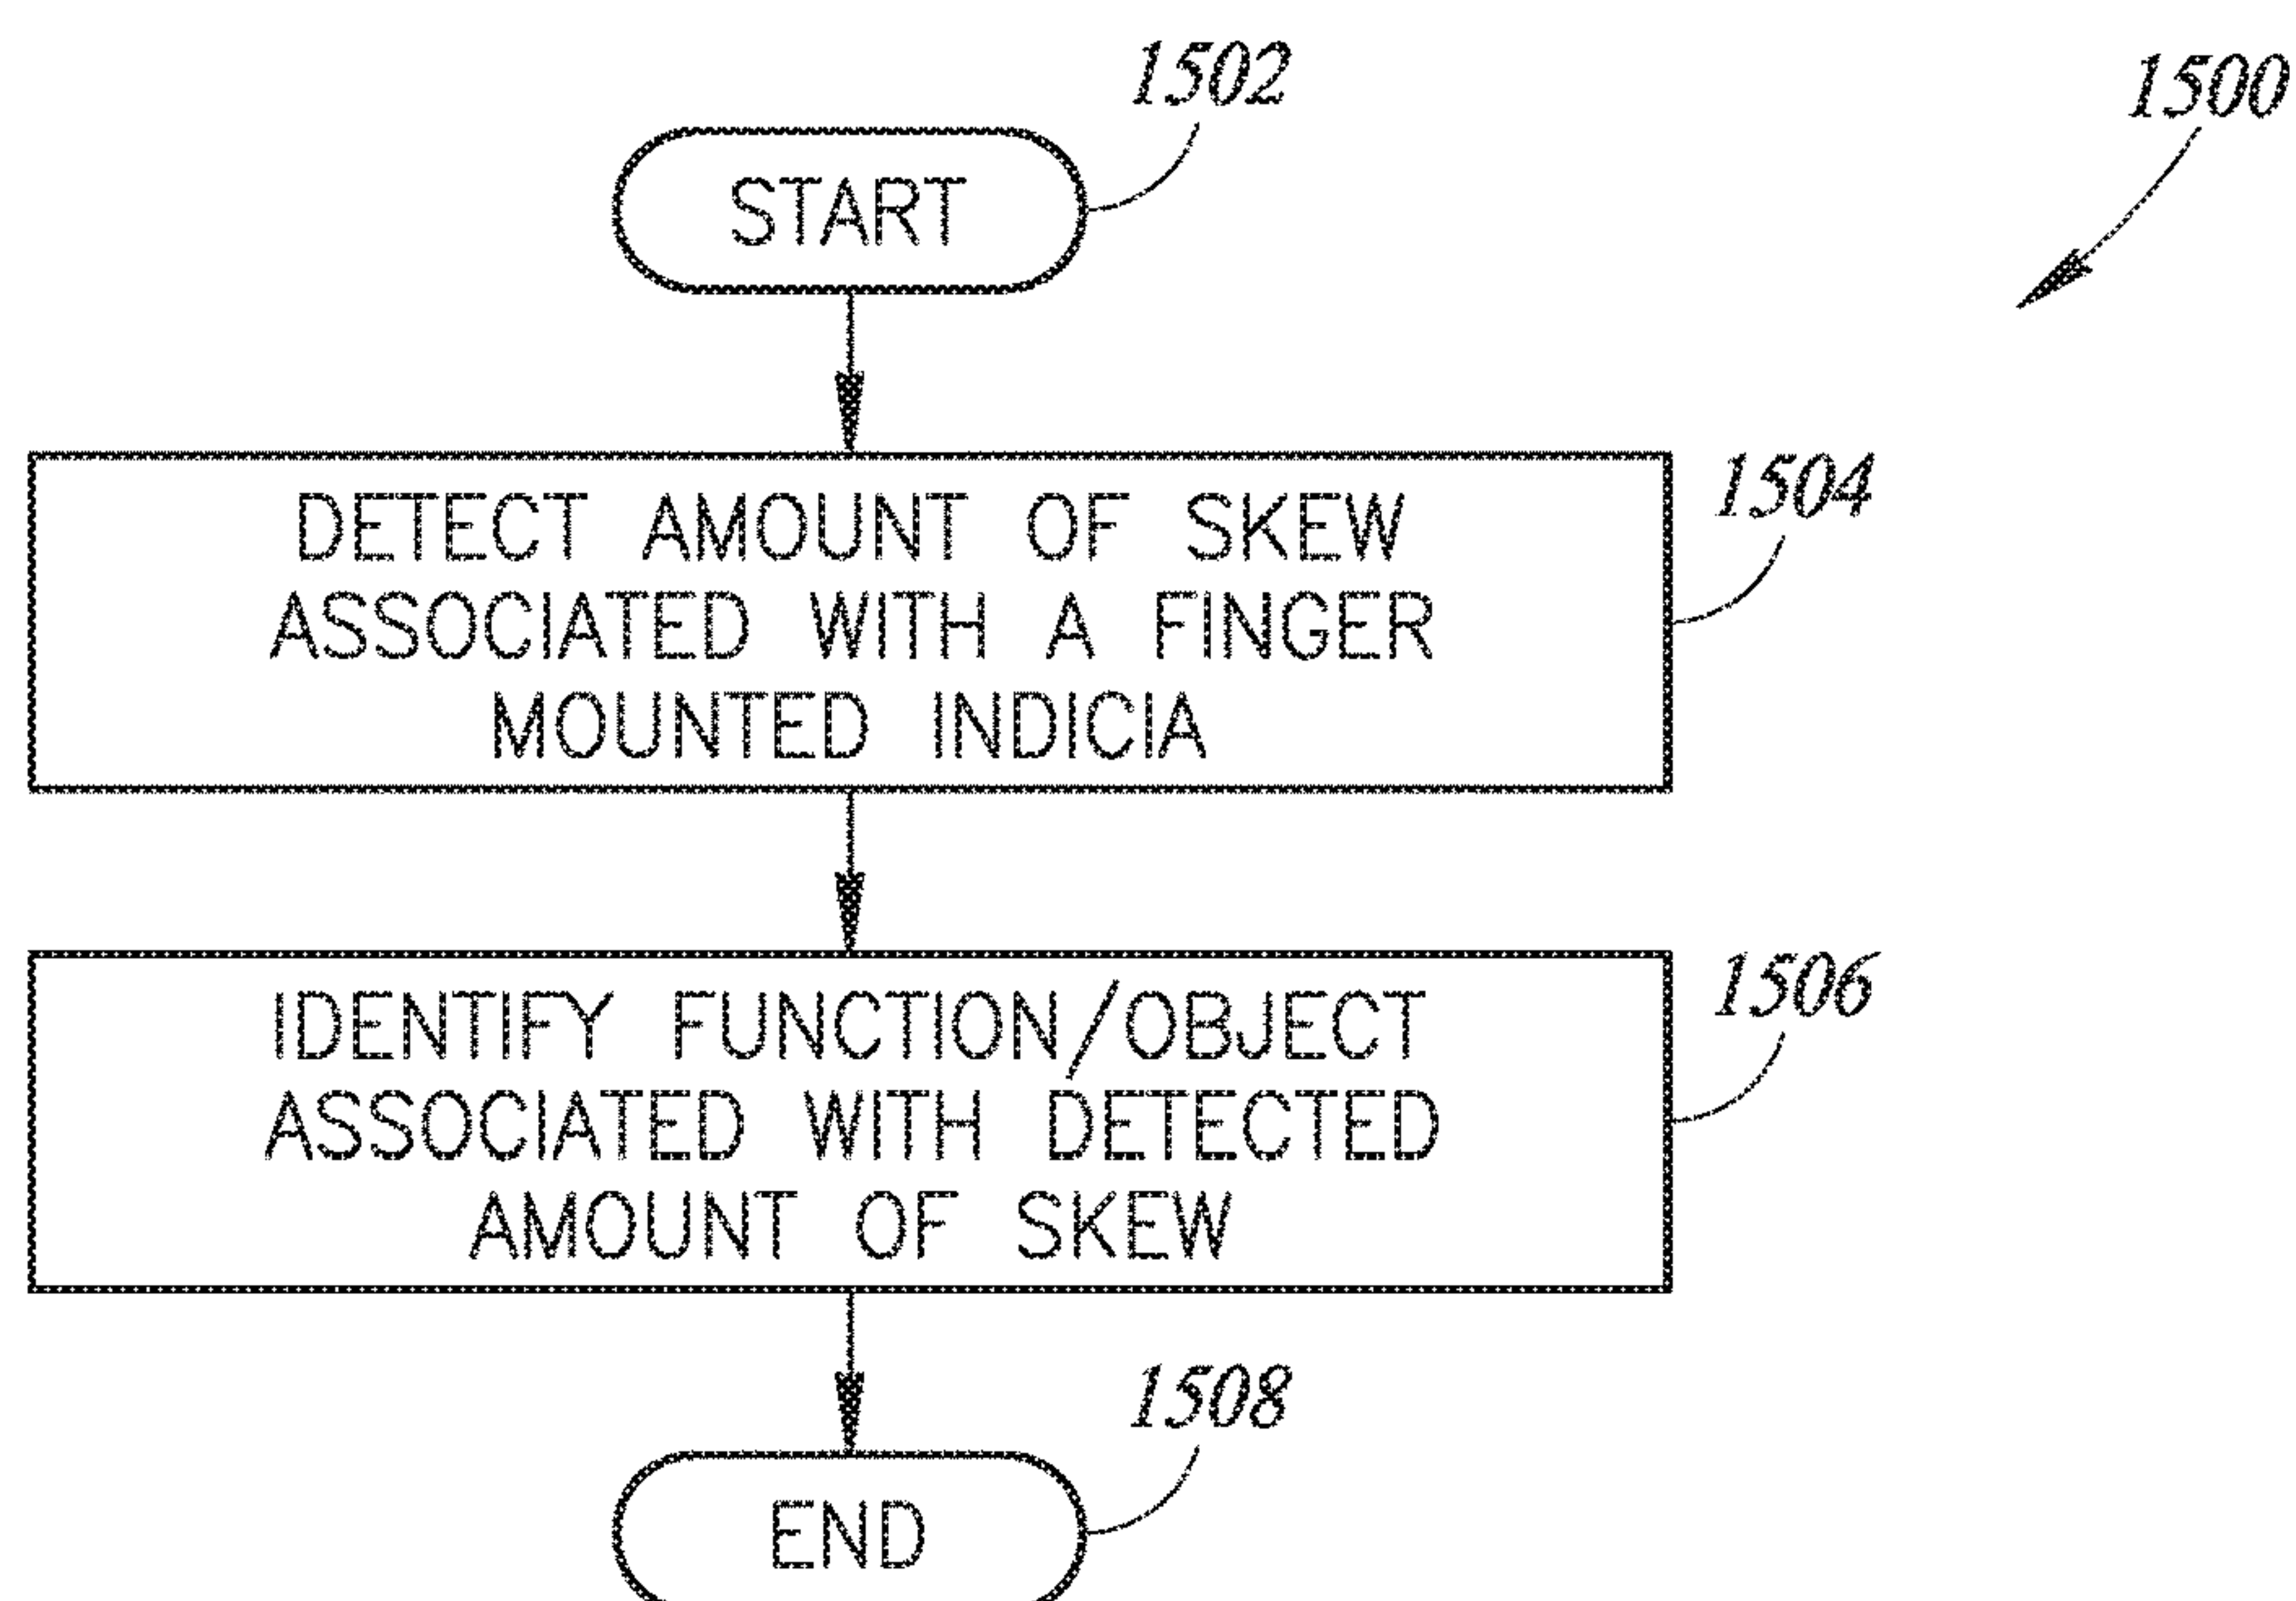 1502
1500
START
DETECT AMOUNT OF SKEW
ASSOCIATED WITH A FINGER
MOUNTED INDICIA
1504
IDENTIFY FUNCTION/OBJECT
ASSOCIATED WITH DETECTED
AMOUNT OF SKEW
1506
1508
END